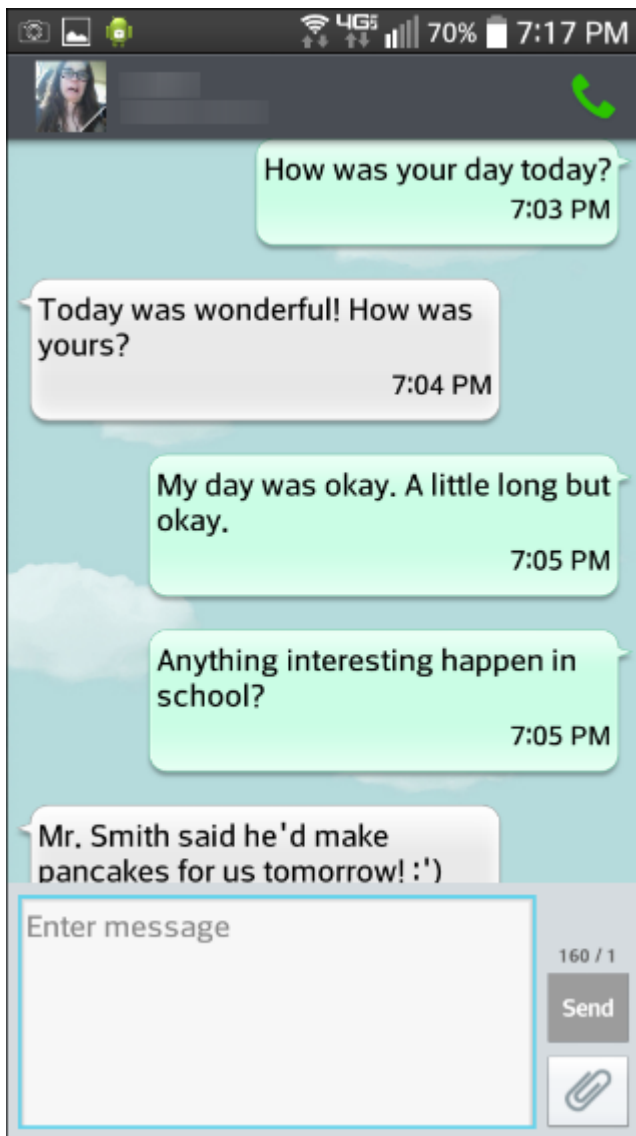 4G 70% 7:17 PM
How was your day today?
7:03 PM
Today was wonderful! How was
yours?
7:04 PM
My day was okay. A little long but
okay.
7:05 PM
Anything interesting happen in
school?
7:05 PM
Mr. Smith said he'd make
pancakes for us tomorrow! :')
Enter message
160 / 1
Send